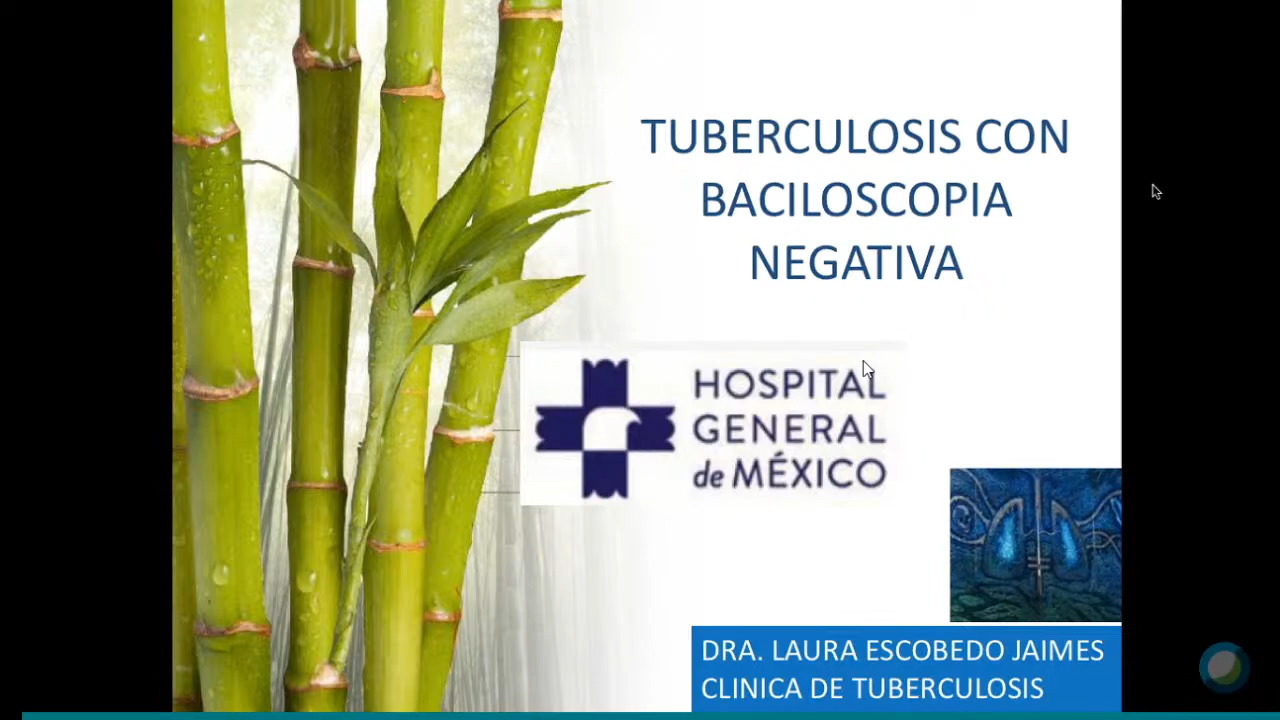 TUBERCULOSIS CON
BACILOSCOPIA
NEGATIVA
HOSPITAL
GENERAL
de MÉXICO
DRA. LAURA ESCOBEDO JAIMES
CLINICA DE TUBERCULOSIS